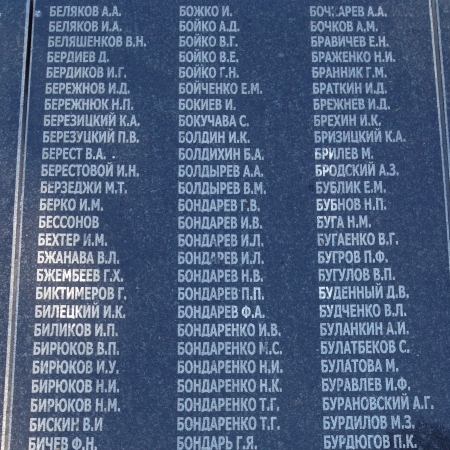 БЕЛЯКОВ А.А.
БЕЛЯКОВ И.А.
БЕЛЯШЕНКОВ В.Н.
БЕРДИЕВ Д.
БЕРДИКОВ И.Г.
БЕРЕЖНОВ И.Д.
БЕРЕЖНЮК Н.П.
БЕРЕЗИЦКИЙ К.А.
БЕРЕЗУЦКИЙ П.В.
БЕРЕСТ В.А.
БЕРЕСТОВОЙ И.Н.
БЕРЗЕДЖИ М.Т.
БЕРКО И.М.
БЕССОНОВ
БЕХТЕР И.М.
БЖАНАВА В.Л.
БЖЕМБЕЕВ Г.Х.
БИКТИМЕРОВ Г.
БИЛЕЦКИЙ И.К.
БИЛИКОВ И.П.
БИРЮКОВ В.П.
БИРЮКОВ И.У.
БИРЮКОВ Н.И.
БИРЮКОВ Н.М.
БИСКИН В.И
БИЧЕВ Ф.Н.
БОЖКО И.
БОЙКО А.Д.
БОЙКО В.Г.
БОЙКО В.Е.
БОЙКО Г.Н.
БОЙЧЕНКО Е.М.
БОКИЕВ И.
БОКУЧАВА С.
БОЛДИН И.К.
БОЛДИХИН Б.А.
БОЛДЫРЕВ А.А.
БОЛДЫРЕВ В.М.
БОНДАРЕВ Г.В.
БОНДАРЕВ И.В.
БОНДАРЕВ И.Л.
БОНДАРЕВ И.Л.
БОНДАРЕВ Н.В.
БОНДАРЕВ П.П.
БОНДАРЕВ Ф.А.
БОНДАРЕНКО И.В.
БОНДАРЕНКО М.С.
БОНДАРЕНКО Н.И.
БОНДАРЕНКО Н.К.
БОНДАРЕНКО Т.Г.
БОНДАРЕНКО Т.Г.
БОНДАРЬ Г.Я.
БОЧКАРЕВ А.А.
БОЧКОВ А.М.
БРАВИЧЕВ Е.Н.
БРАЖЕНКО Н.И.
БРАННИК Г.М.
БРАТКИН И.Д.
БРЕЖНЕВ И.Д.
БРЕХИН И.К.
БРИЗИЦКИЙ К.А.
БРИЛЕВ М.
БРОДСКИЙ А.З.
БУБЛИК Е.М.
БУБНОВ Н.П.
БУГА Н.М.
БУГАЕНКО В.Г.
БУГРОВ П.Ф.
БУГУЛОВ В.П.
БУДЕННЫЙ Д.В.
БУДЧЕНКО В.Л.
БУЛАНКИН А.И.
БУЛАТБЕКОВ С.
БУЛАТОВА М.
БУРАВЛЕВ И.Ф.
БУРАНОВСКИЙ А.Г.
БУРДИЛОВ М.З.
БУРДЮГОВ П.К.